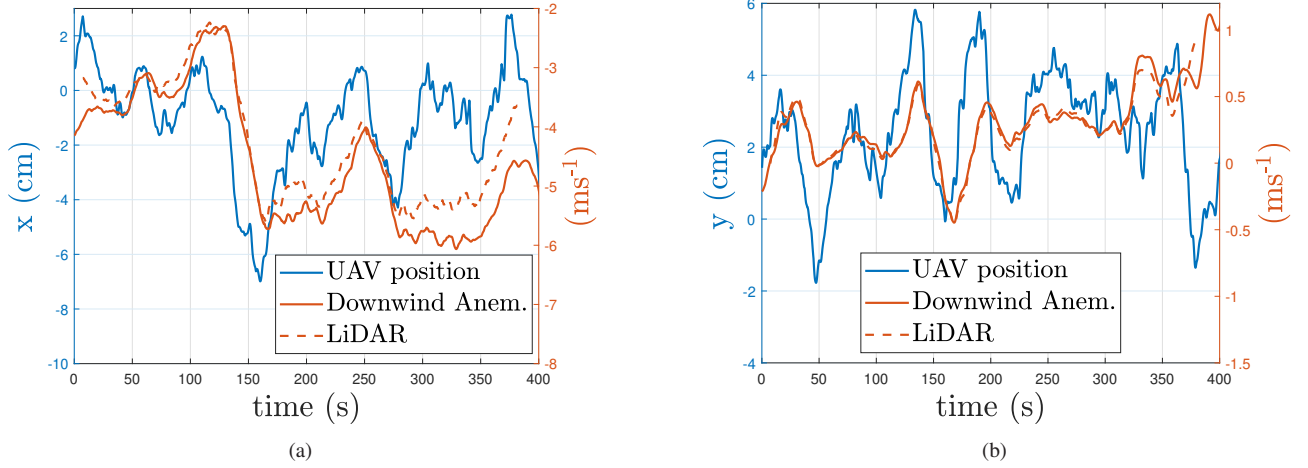 2
0
-2
-4
-6
-8
-10
x (cm)
-2
-3
-4
-5
-6
-7
-8
(ms-1)
0 50 100 150 200 250 300 350 400
time (s)
UAV position
Downwind Anem.
LiDAR
(a)
6
4
2
0
-2
-4
y (cm)
1
0.5
0
-0.5
-1
-1.5
(ms-1)
0 50 100 150 200 250 300 350 400
time (s)
UAV position
Downwind Anem.
LiDAR
(b)